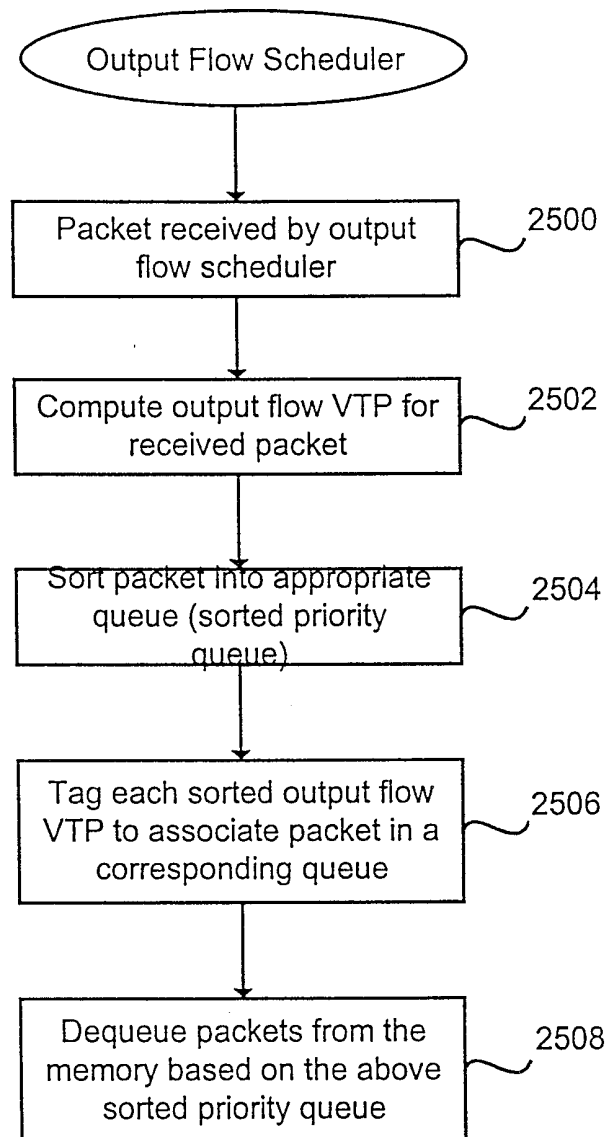 Output Flow Scheduler
Packet received by output
flow scheduler
2500
Compute output flow VTP for
received packet
2502
Sort packet into appropriate
queue (sorted priority
queue)
2504
Tag each sorted output flow
VTP to associate packet in a
corresponding queue
2506
Dequeue packets from the
memory based on the above
sorted priority queue
2508